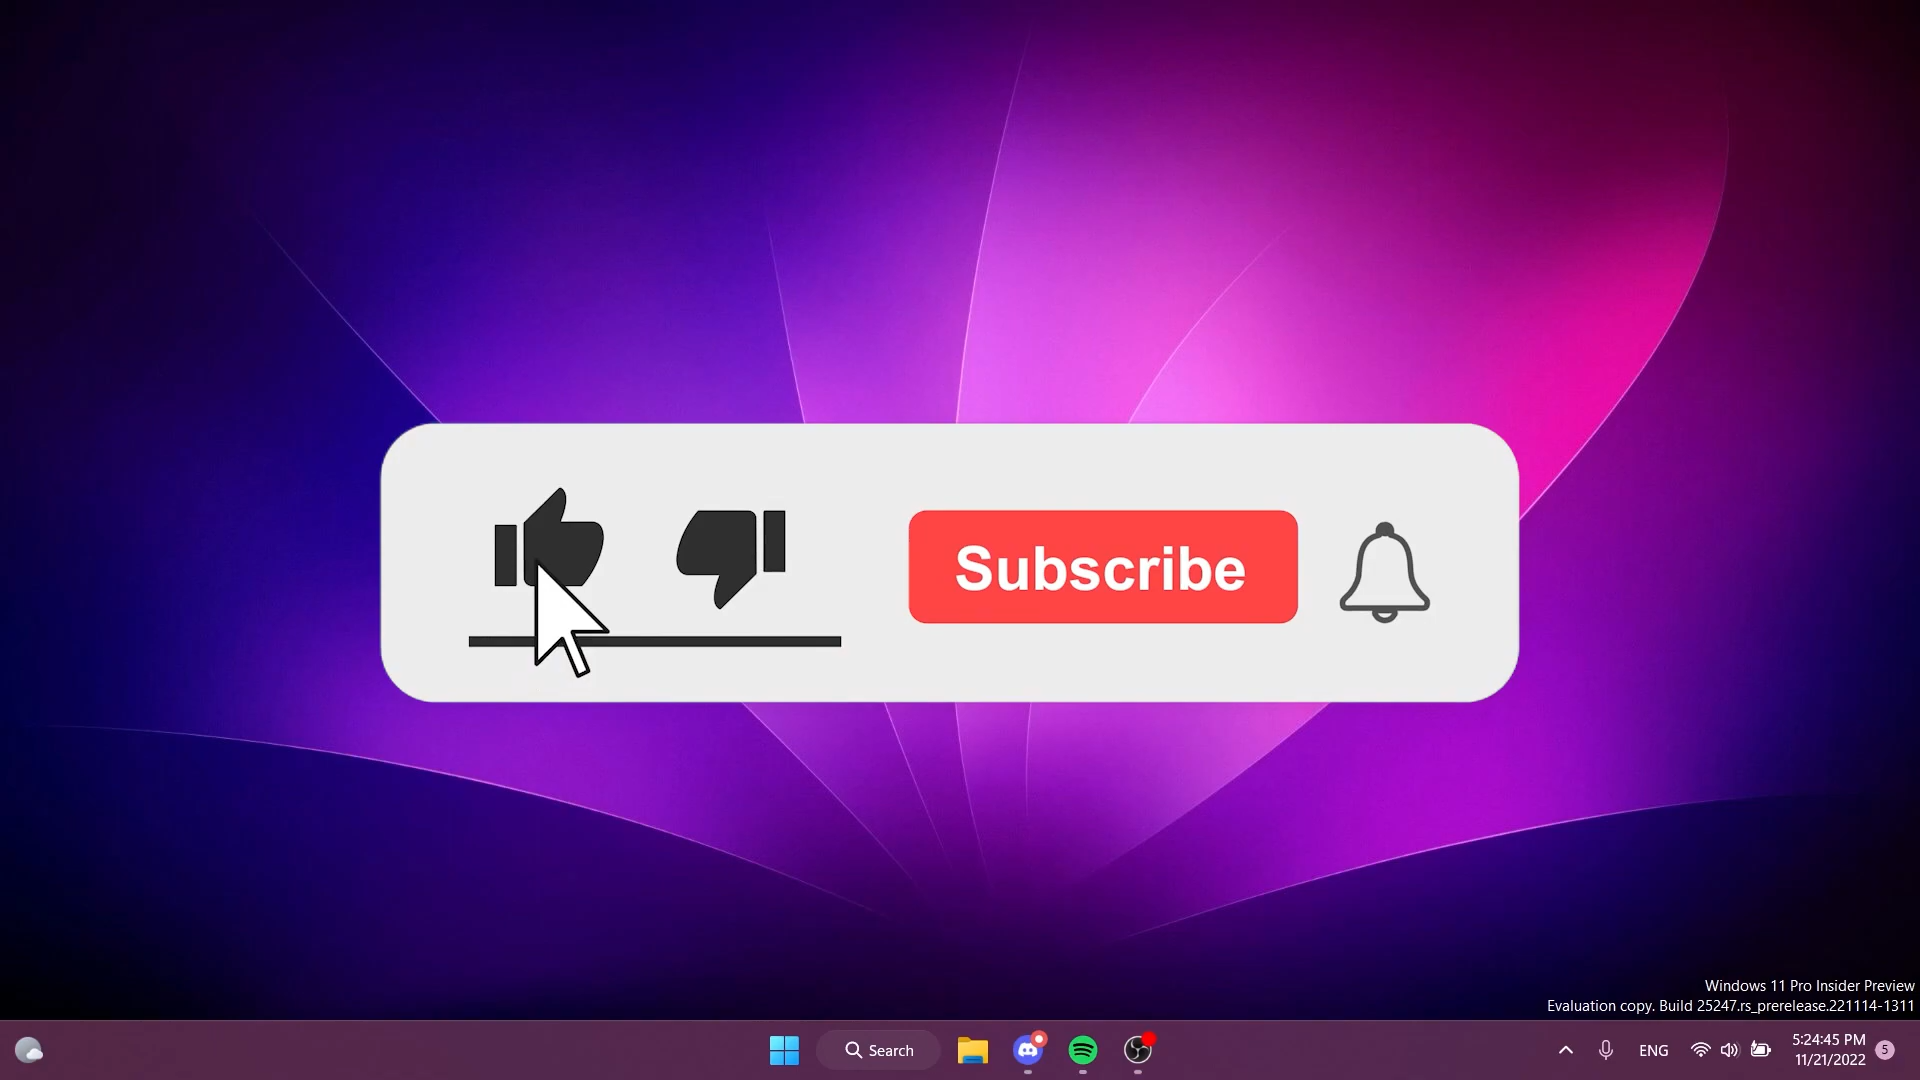 Subscribe
Windows 11 Pro Insider Preview
Evaluation copy. Build 25247.rs_prerelease.221114-1311
Search
ENG
5:24:45 PM
11/21/2022
5